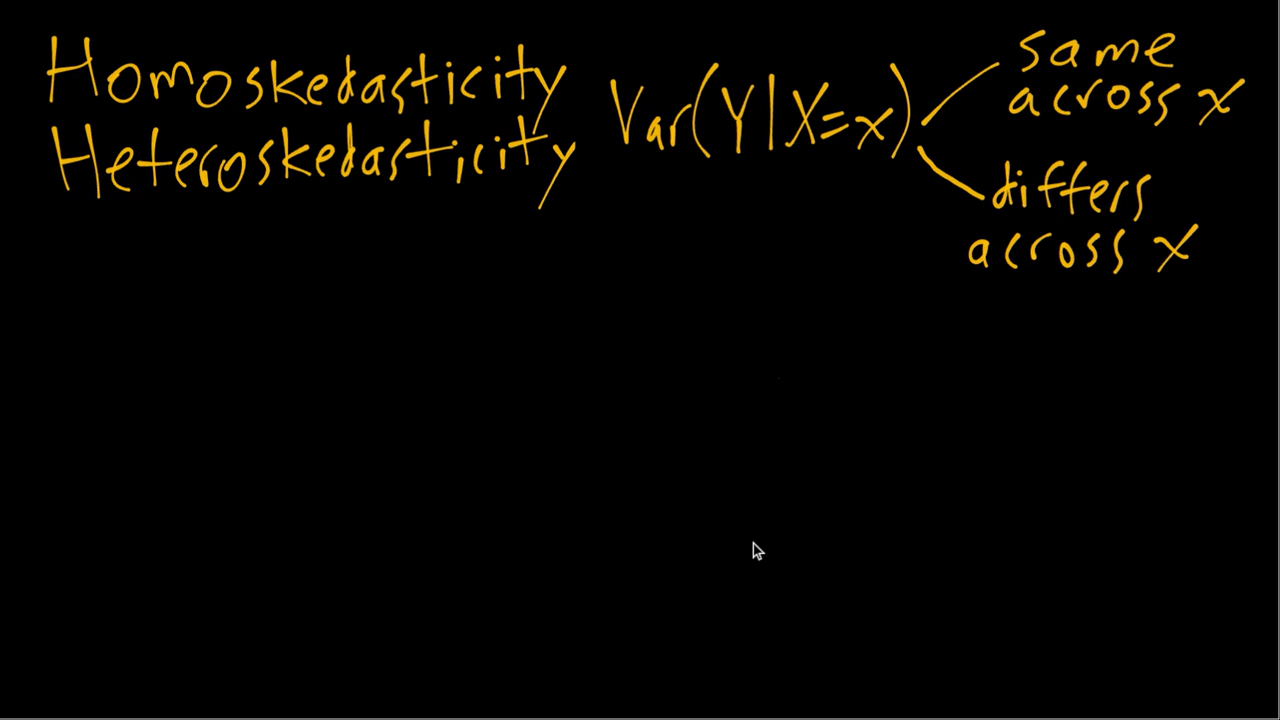 Homoskedasticity
Heteroskedasticity
Var(Y|X=x)
same
across x
differs
across x